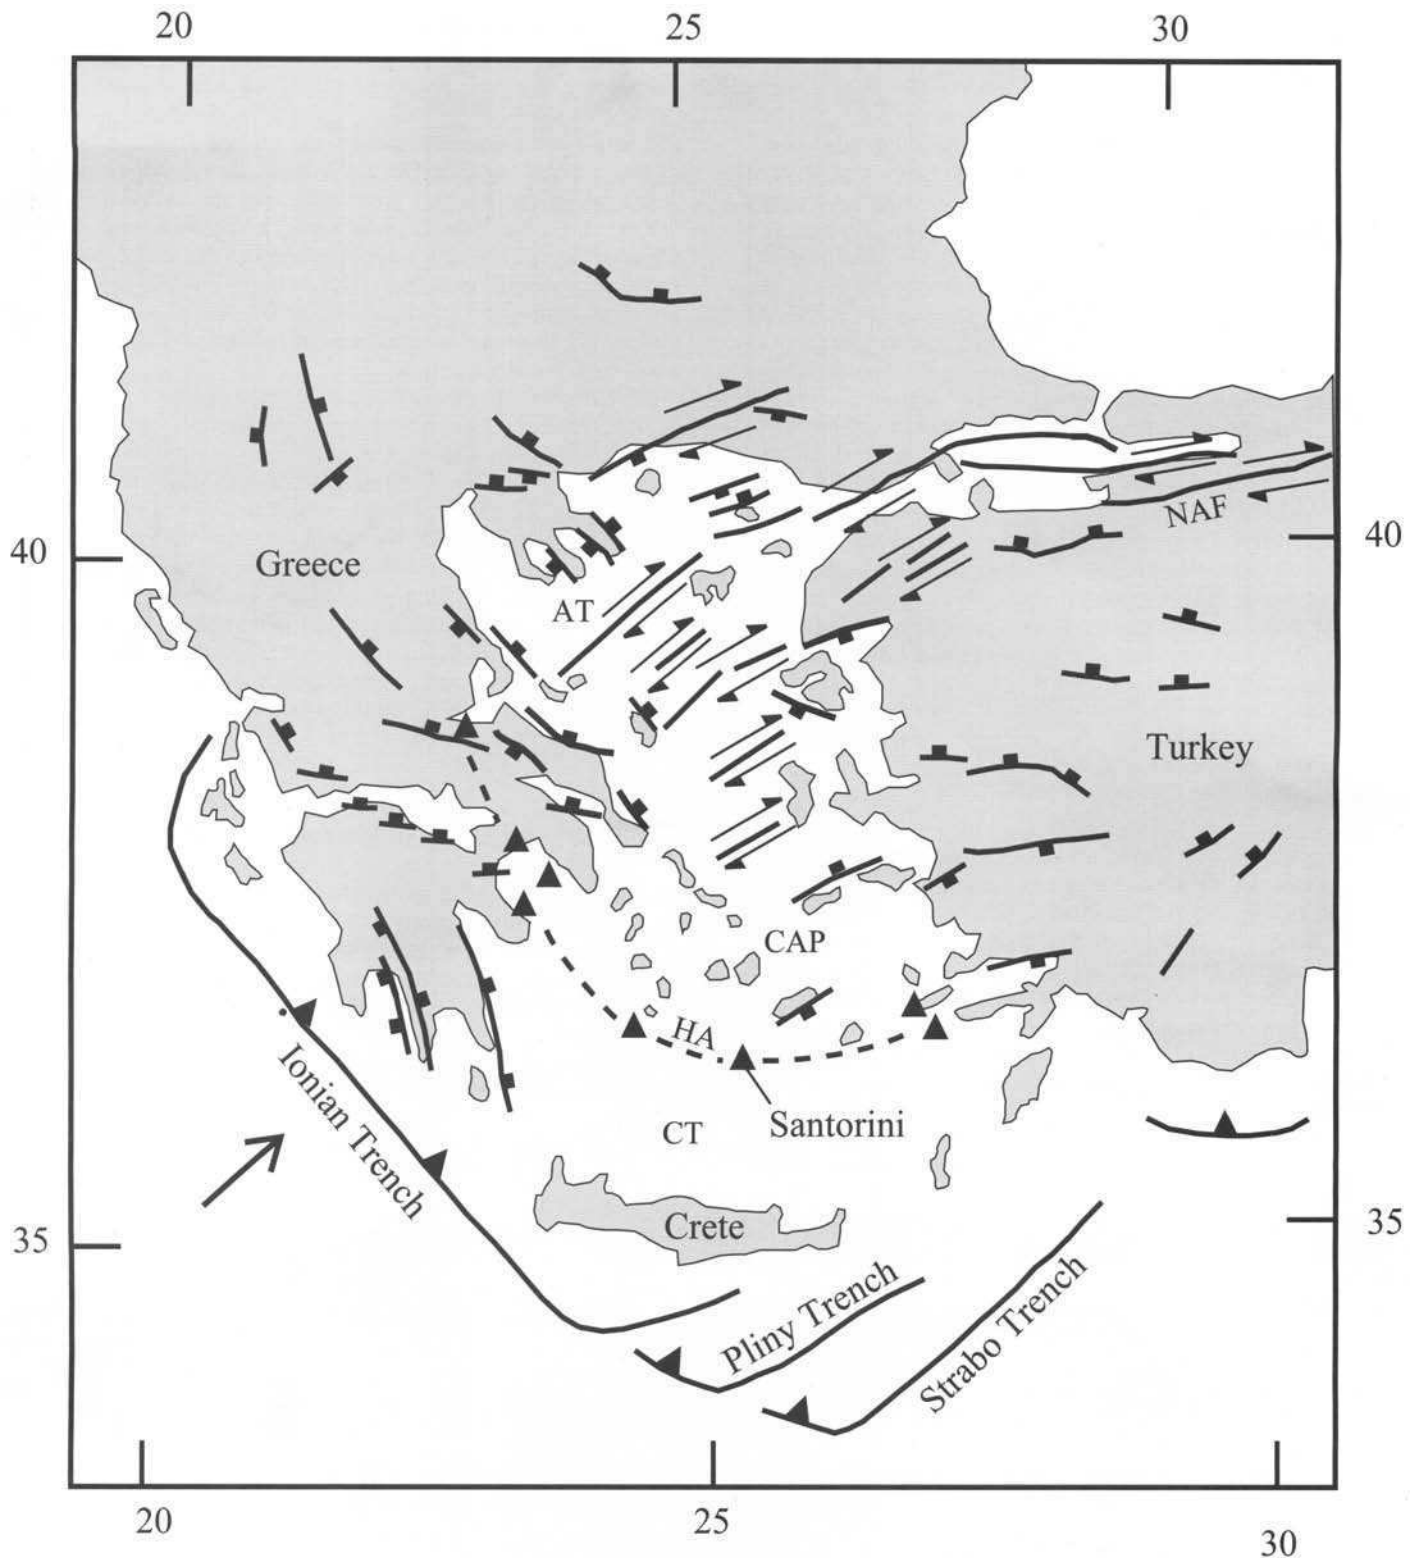 20 25 30
NAF
40 40
Greece
AT
Turkey
CAP
HA
Ionian Trench
Santorini
CT
Crete
35 35
Pliny Trench
Strabo Trench
20 25 30